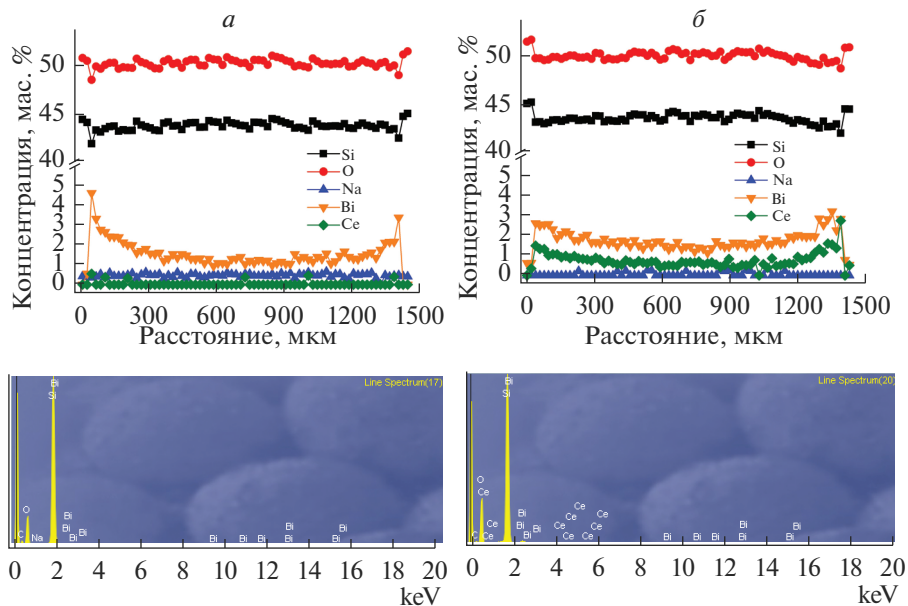 а
б
Концентрация, мас. %
50
45
40
5
4
3
2
1
0
Si
O
Na
Bi
Ce
0 300 600 900 1200 1500
Расстояние, мкм
Концентрация, мас. %
50
45
40
5
4
3
2
1
0
Si
O
Na
Bi
Ce
0 300 600 900 1200 1500
Расстояние, мкм
Line Spectrum(17)
Bi
Si
O
C
Na
Bi
Bi
Bi
Bi
Bi
Bi
Bi
Bi
Bi
Bi
Bi
0 2 4 6 8 10 12 14 16 18 20
keV
Line Spectrum(20)
Bi
Si
O
Ce
Ce
C
Ce
Bi
Bi
Bi
Bi
Ce
Ce
Ce
Ce
Ce
Ce
Ce
Ce
Bi
Bi
Bi
Bi
Bi
Bi
Bi
0 2 4 6 8 10 12 14 16 18 20
keV